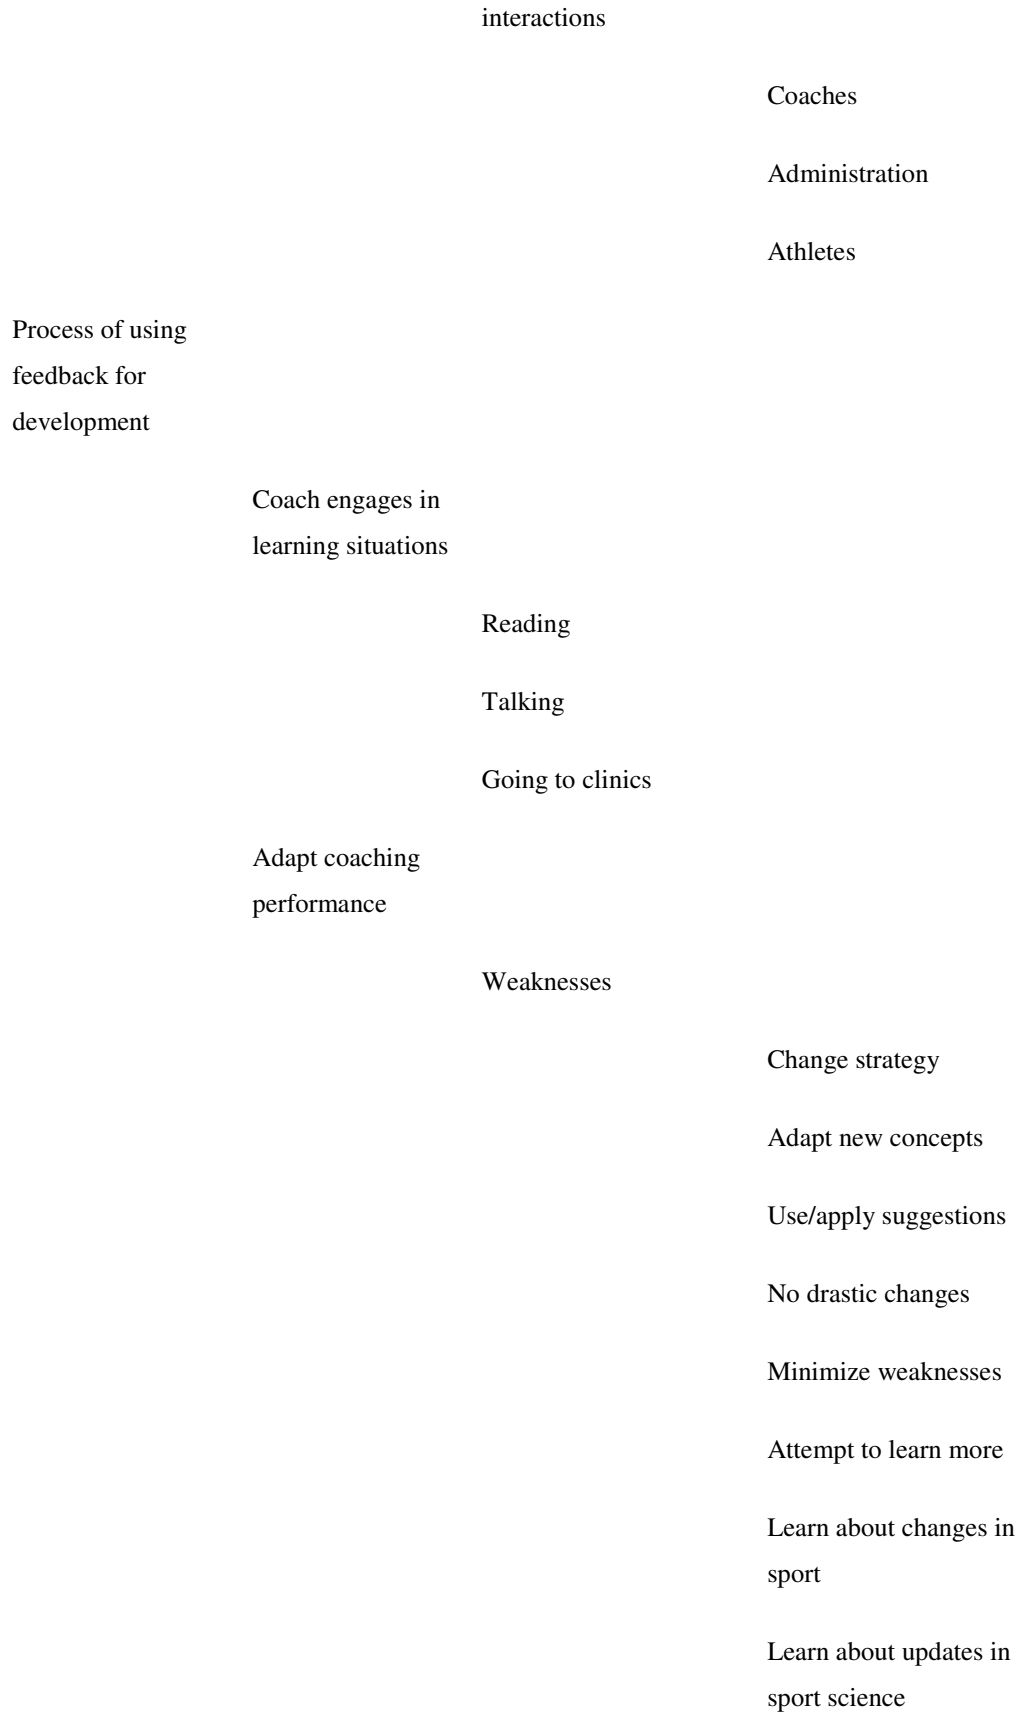 interactions
Coaches
Administration
Athletes
Process of using
feedback for
development
Coach engages in
learning situations
Reading
Talking
Going to clinics
Adapt coaching
performance
Weaknesses
Change strategy
Adapt new concepts
Use/apply suggestions
No drastic changes
Minimize weaknesses
Attempt to learn more
Learn about changes in
sport
Learn about updates in
sport science